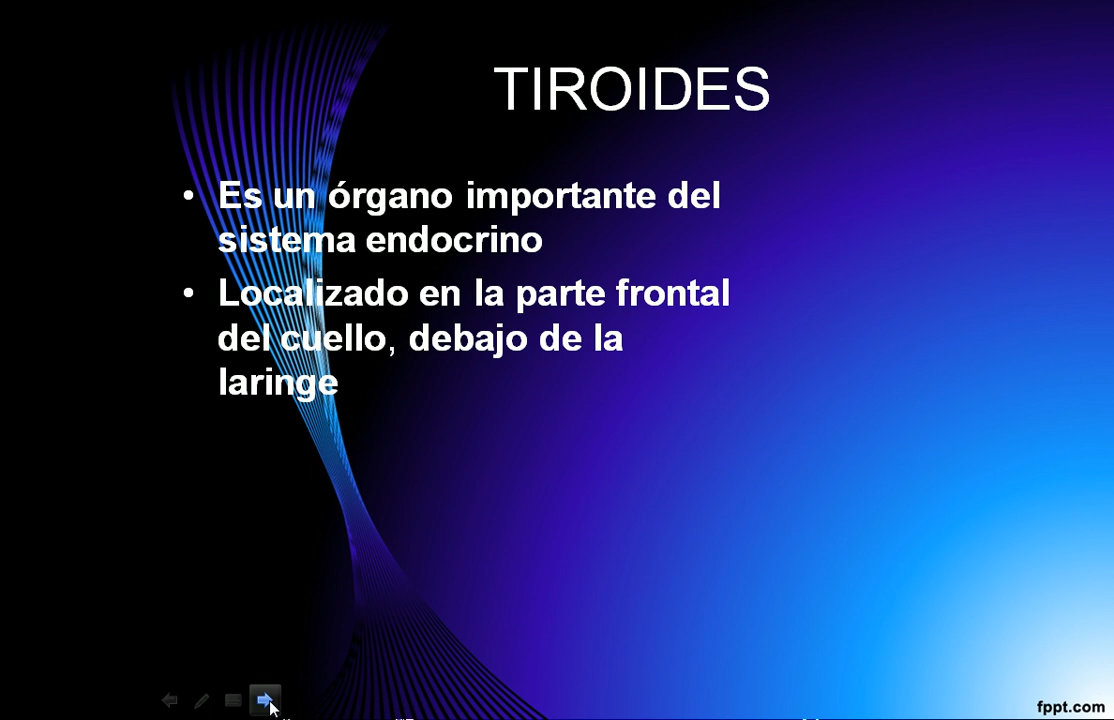 TIROIDES
• Es un órgano importante del
sistema endocrino
• Localizado en la parte frontal
del cuello, debajo de la
laringe
fppt.com